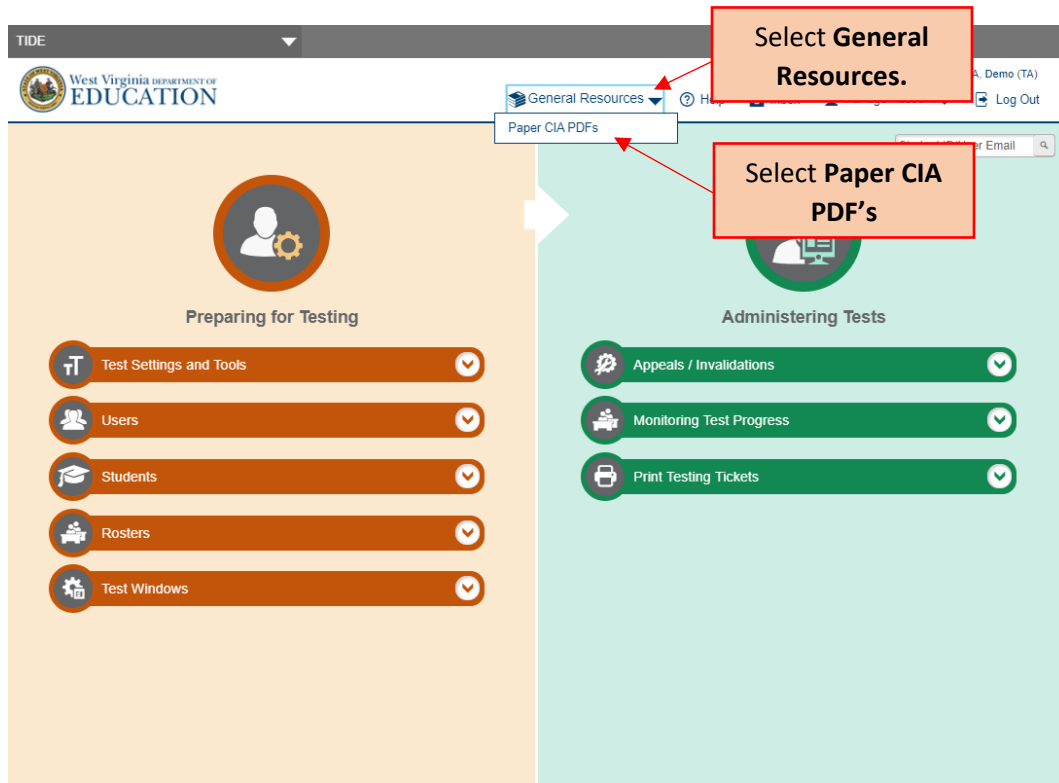 TIDE
Select General
Resources.
West Virginia DEPARTMENT OF
EDUCATION
A, Demo (TA)
General Resources
Log Out
Paper CIA PDFs
er Email
Select Paper CIA
PDF's
Preparing for Testing
Administering Tests
Test Settings and Tools
Appeals / Invalidations
Users
Monitoring Test Progress
Students
Print Testing Tickets
Rosters
Test Windows